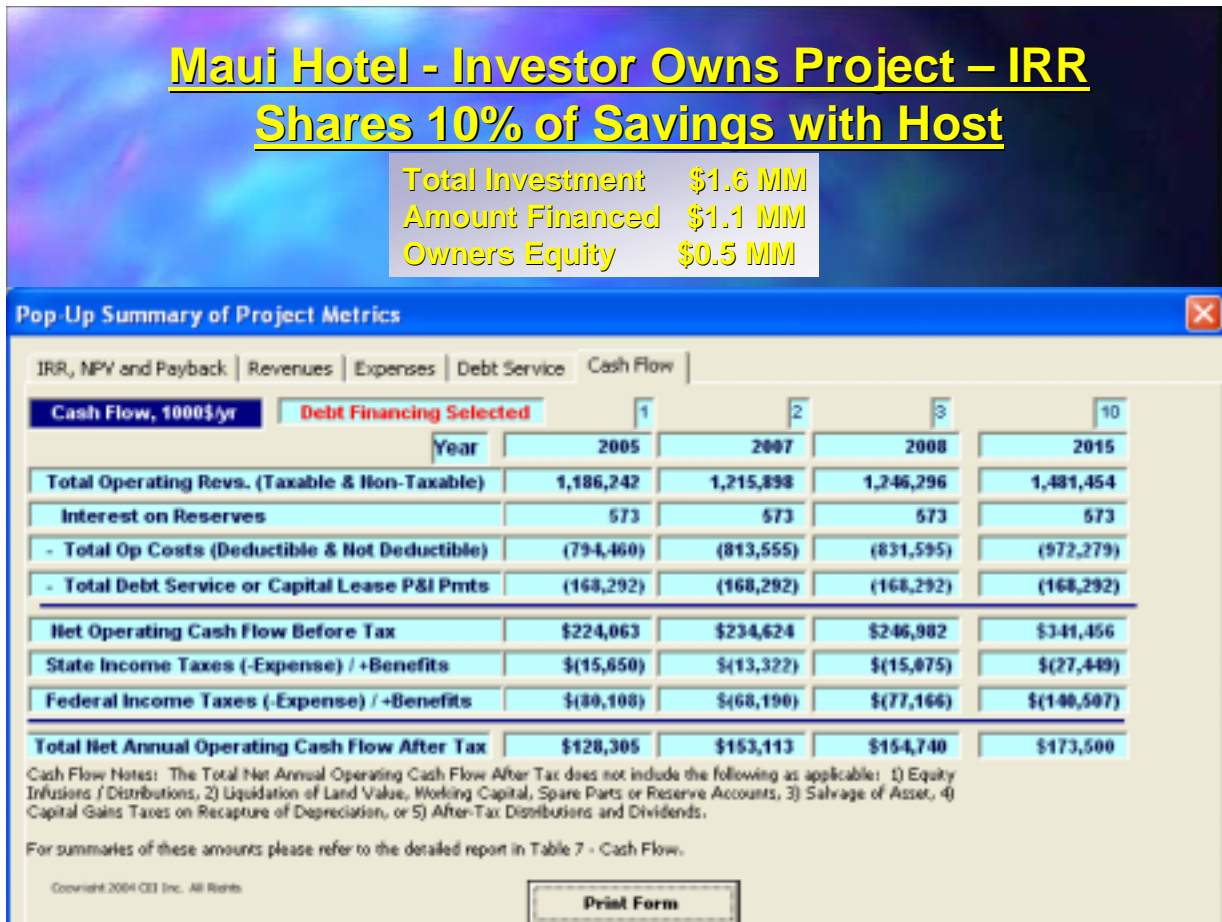 Maui Hotel - Investor Owns Project – IRR
Shares 10% of Savings with Host
Total Investment $1.6 MM
Amount Financed $1.1 MM
Owners Equity $0.5 MM
Pop-Up Summary of Project Metrics
IRR, NPV and Payback Revenues Expenses Debt Service Cash Flow
Cash Flow, 1000$/yr Debt Financing Selected 1 2 3 10
Year 2005 2007 2008 2015
Total Operating Revs. (Taxable & Non-Taxable) 1,186,242 1,215,898 1,246,296 1,481,454
Interest on Reserves 573 573 573 573
- Total Op Costs (Deductible & Not Deductible) (794,460) (813,555) (831,595) (972,279)
- Total Debt Service or Capital Lease P&I Pmts (168,292) (168,292) (168,292) (168,292)
Net Operating Cash Flow Before Tax $224,063 $234,624 $246,982 $341,456
State Income Taxes (-Expense) / +Benefits $(15,650) $(13,322) $(15,075) $(27,449)
Federal Income Taxes (-Expense) / +Benefits $(80,108) $(68,190) $(77,166) $(140,507)
Total Net Annual Operating Cash Flow After Tax $128,305 $153,113 $154,740 $173,500
Cash Flow Notes: The Total Net Annual Operating Cash Flow After Tax does not include the following as applicable: 1) Equity
Infusions / Distributions, 2) Liquidation of Land Value, Working Capital, Spare Parts or Reserve Accounts, 3) Salvage of Asset, 4)
Capital Gains Taxes on Recapture of Depreciation, or 5) After-Tax Distributions and Dividends.
For summaries of these amounts please refer to the detailed report in Table 7 - Cash Flow.
Copyright 2004 CEI Inc. All Rights
Print Form